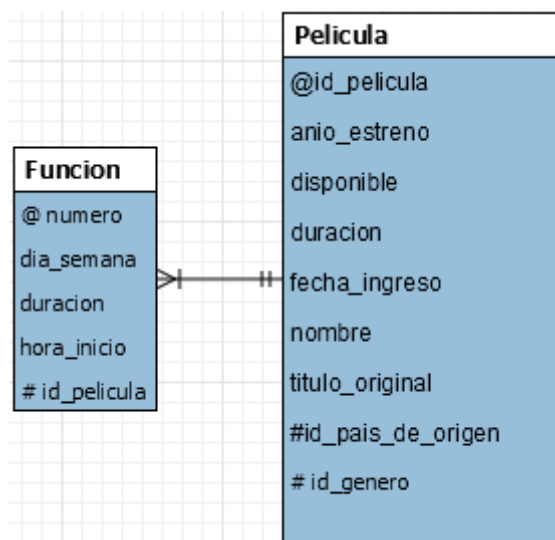 Funcion
@ numero
dia_semana
duracion
hora_inicio
# id_pelicula
Pelicula
@id_pelicula
anio_estreno
disponible
duracion
fecha_ingreso
nombre
titulo_original
#id_pais_de_origen
# id_genero